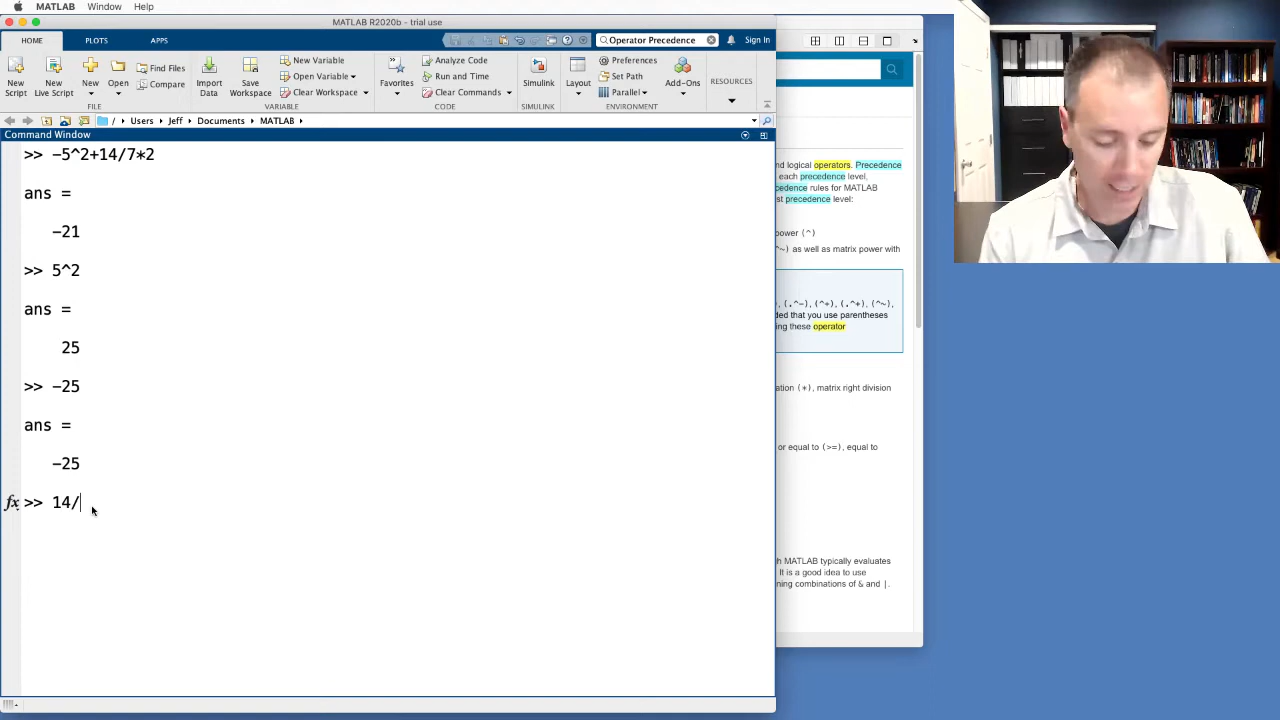 MATLAB Window Help
MATLAB R2020b - trial use
HOME PLOTS APPS
Operator Precedence
Sign In
New Script
New Live Script
New
Open
Find Files
Compare
FILE
Import Data
Save Workspace
New Variable
Open Variable
Clear Workspace
VARIABLE
Favorites
Analyze Code
Run and Time
Clear Commands
CODE
Simulink
SIMULINK
Layout
Preferences
Set Path
Parallel
ENVIRONMENT
Add-Ons
RESOURCES
/ Users Jeff Documents MATLAB
Command Window
>> -5^2+14/7*2
ans =
-21
>> 5^2
ans =
25
>> -25
ans =
-25
fx >> 14/
nd logical operators. Precedence
each precedence level,
cedence rules for MATLAB
st precedence level:
power (^)
^~) as well as matrix power with
, (.^-), (^+), (.^+), (^~),
ded that you use parentheses
ing these operator
ation (*), matrix right division
or equal to (>=), equal to
h MATLAB typically evaluates
It is a good idea to use
ning combinations of & and |.